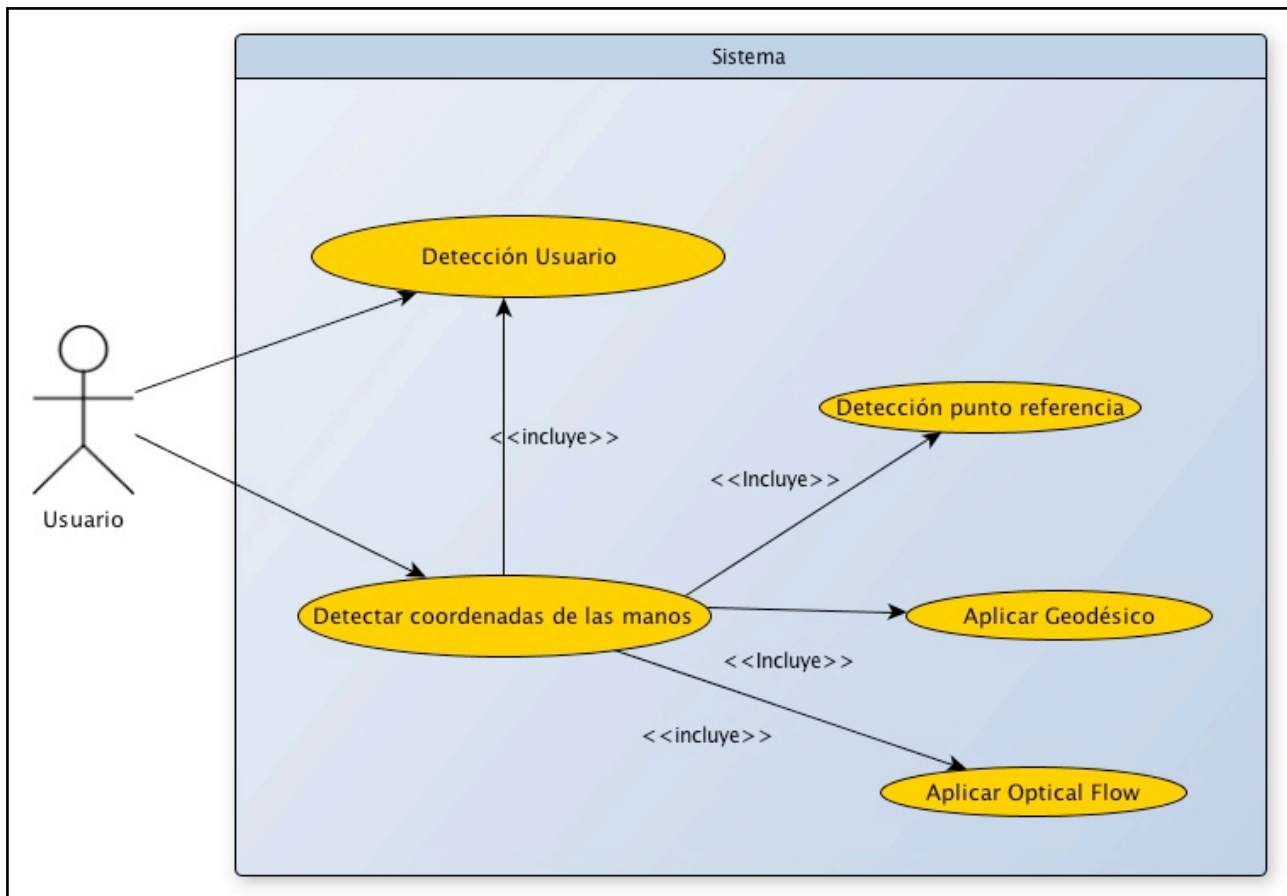 Sistema
Detección Usuario
Detección punto referencia
<<incluye>>
<<Incluye>>
Usuario
Detectar coordenadas de las manos
Aplicar Geodésico
<<Incluye>>
<<incluye>>
Aplicar Optical Flow